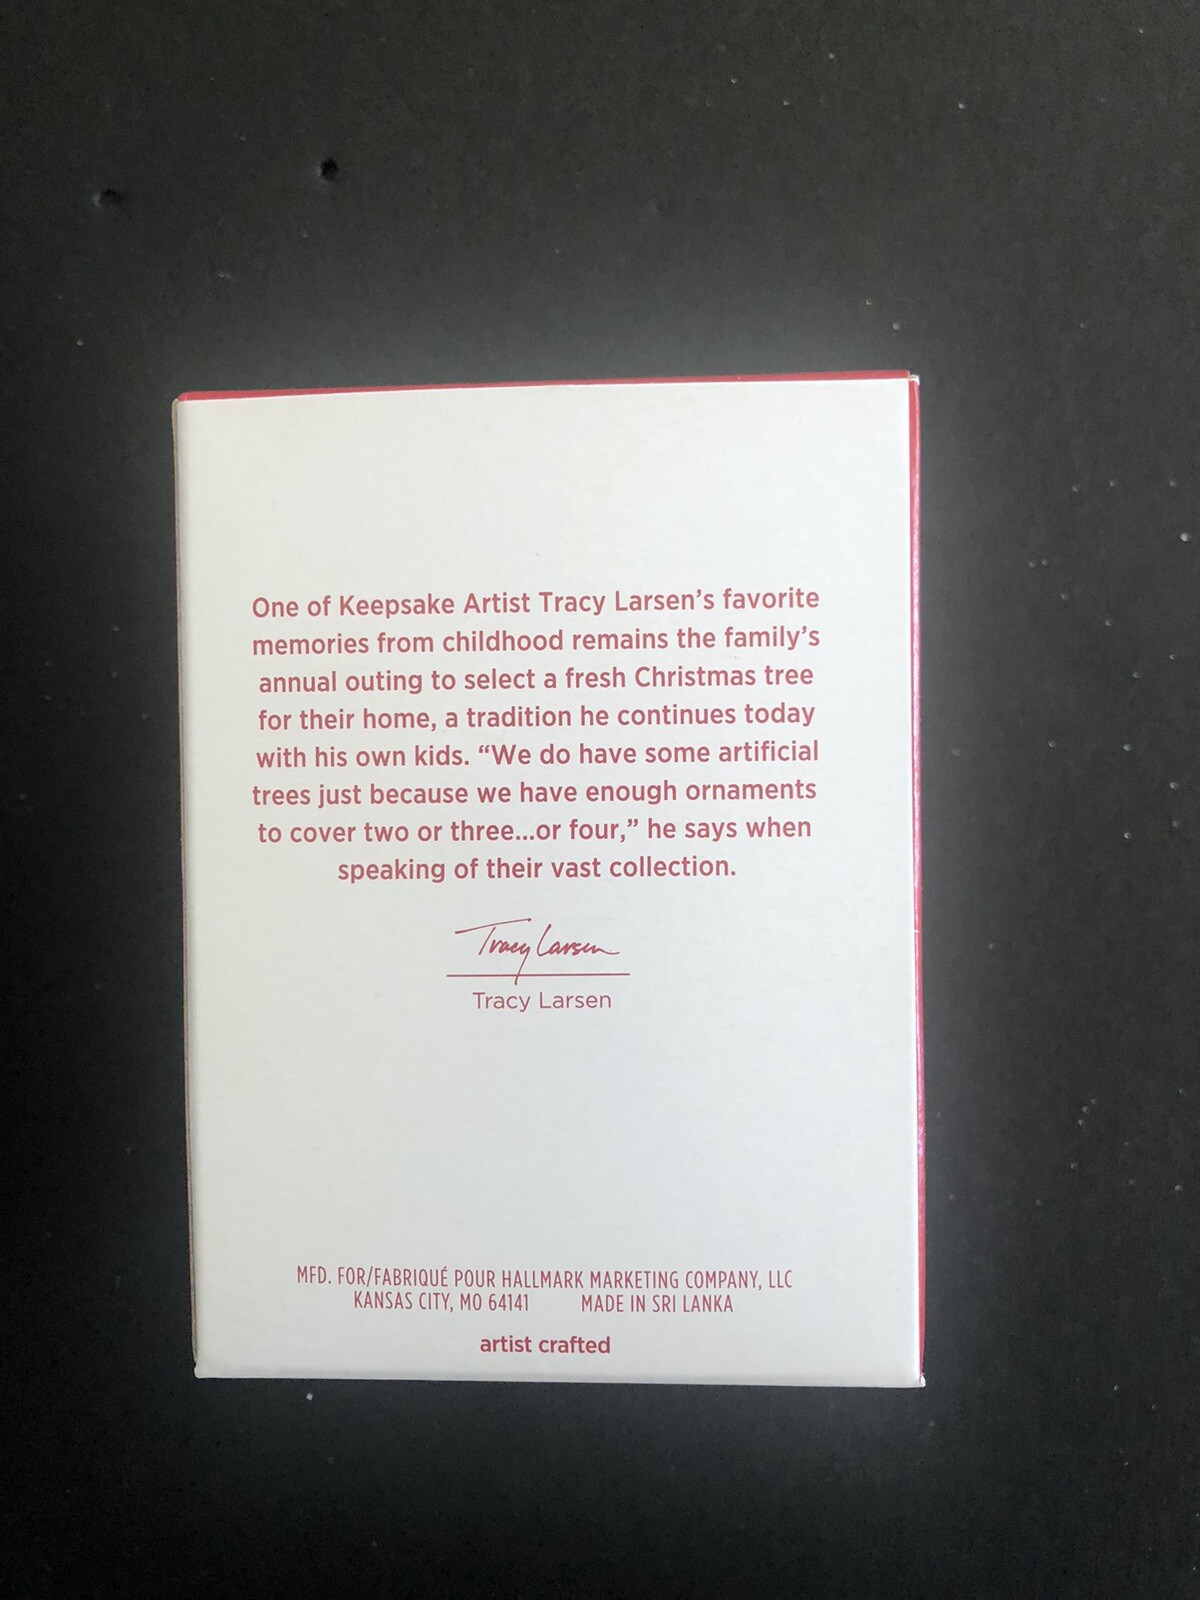 One of Keepsake Artist Tracy Larsen's favorite
memories from childhood remains the family's
annual outing to select a fresh Christmas tree
for their home, a tradition he continues today
with his own kids. “We do have some artificial
trees just because we have enough ornaments
to cover two or three...or four,” he says when
speaking of their vast collection.
Tracy Larsen
Tracy Larsen
MFD. FOR/FABRIQUÉ POUR HALLMARK MARKETING COMPANY, LLC
KANSAS CITY, MO 64141 MADE IN SRI LANKA
artist crafted